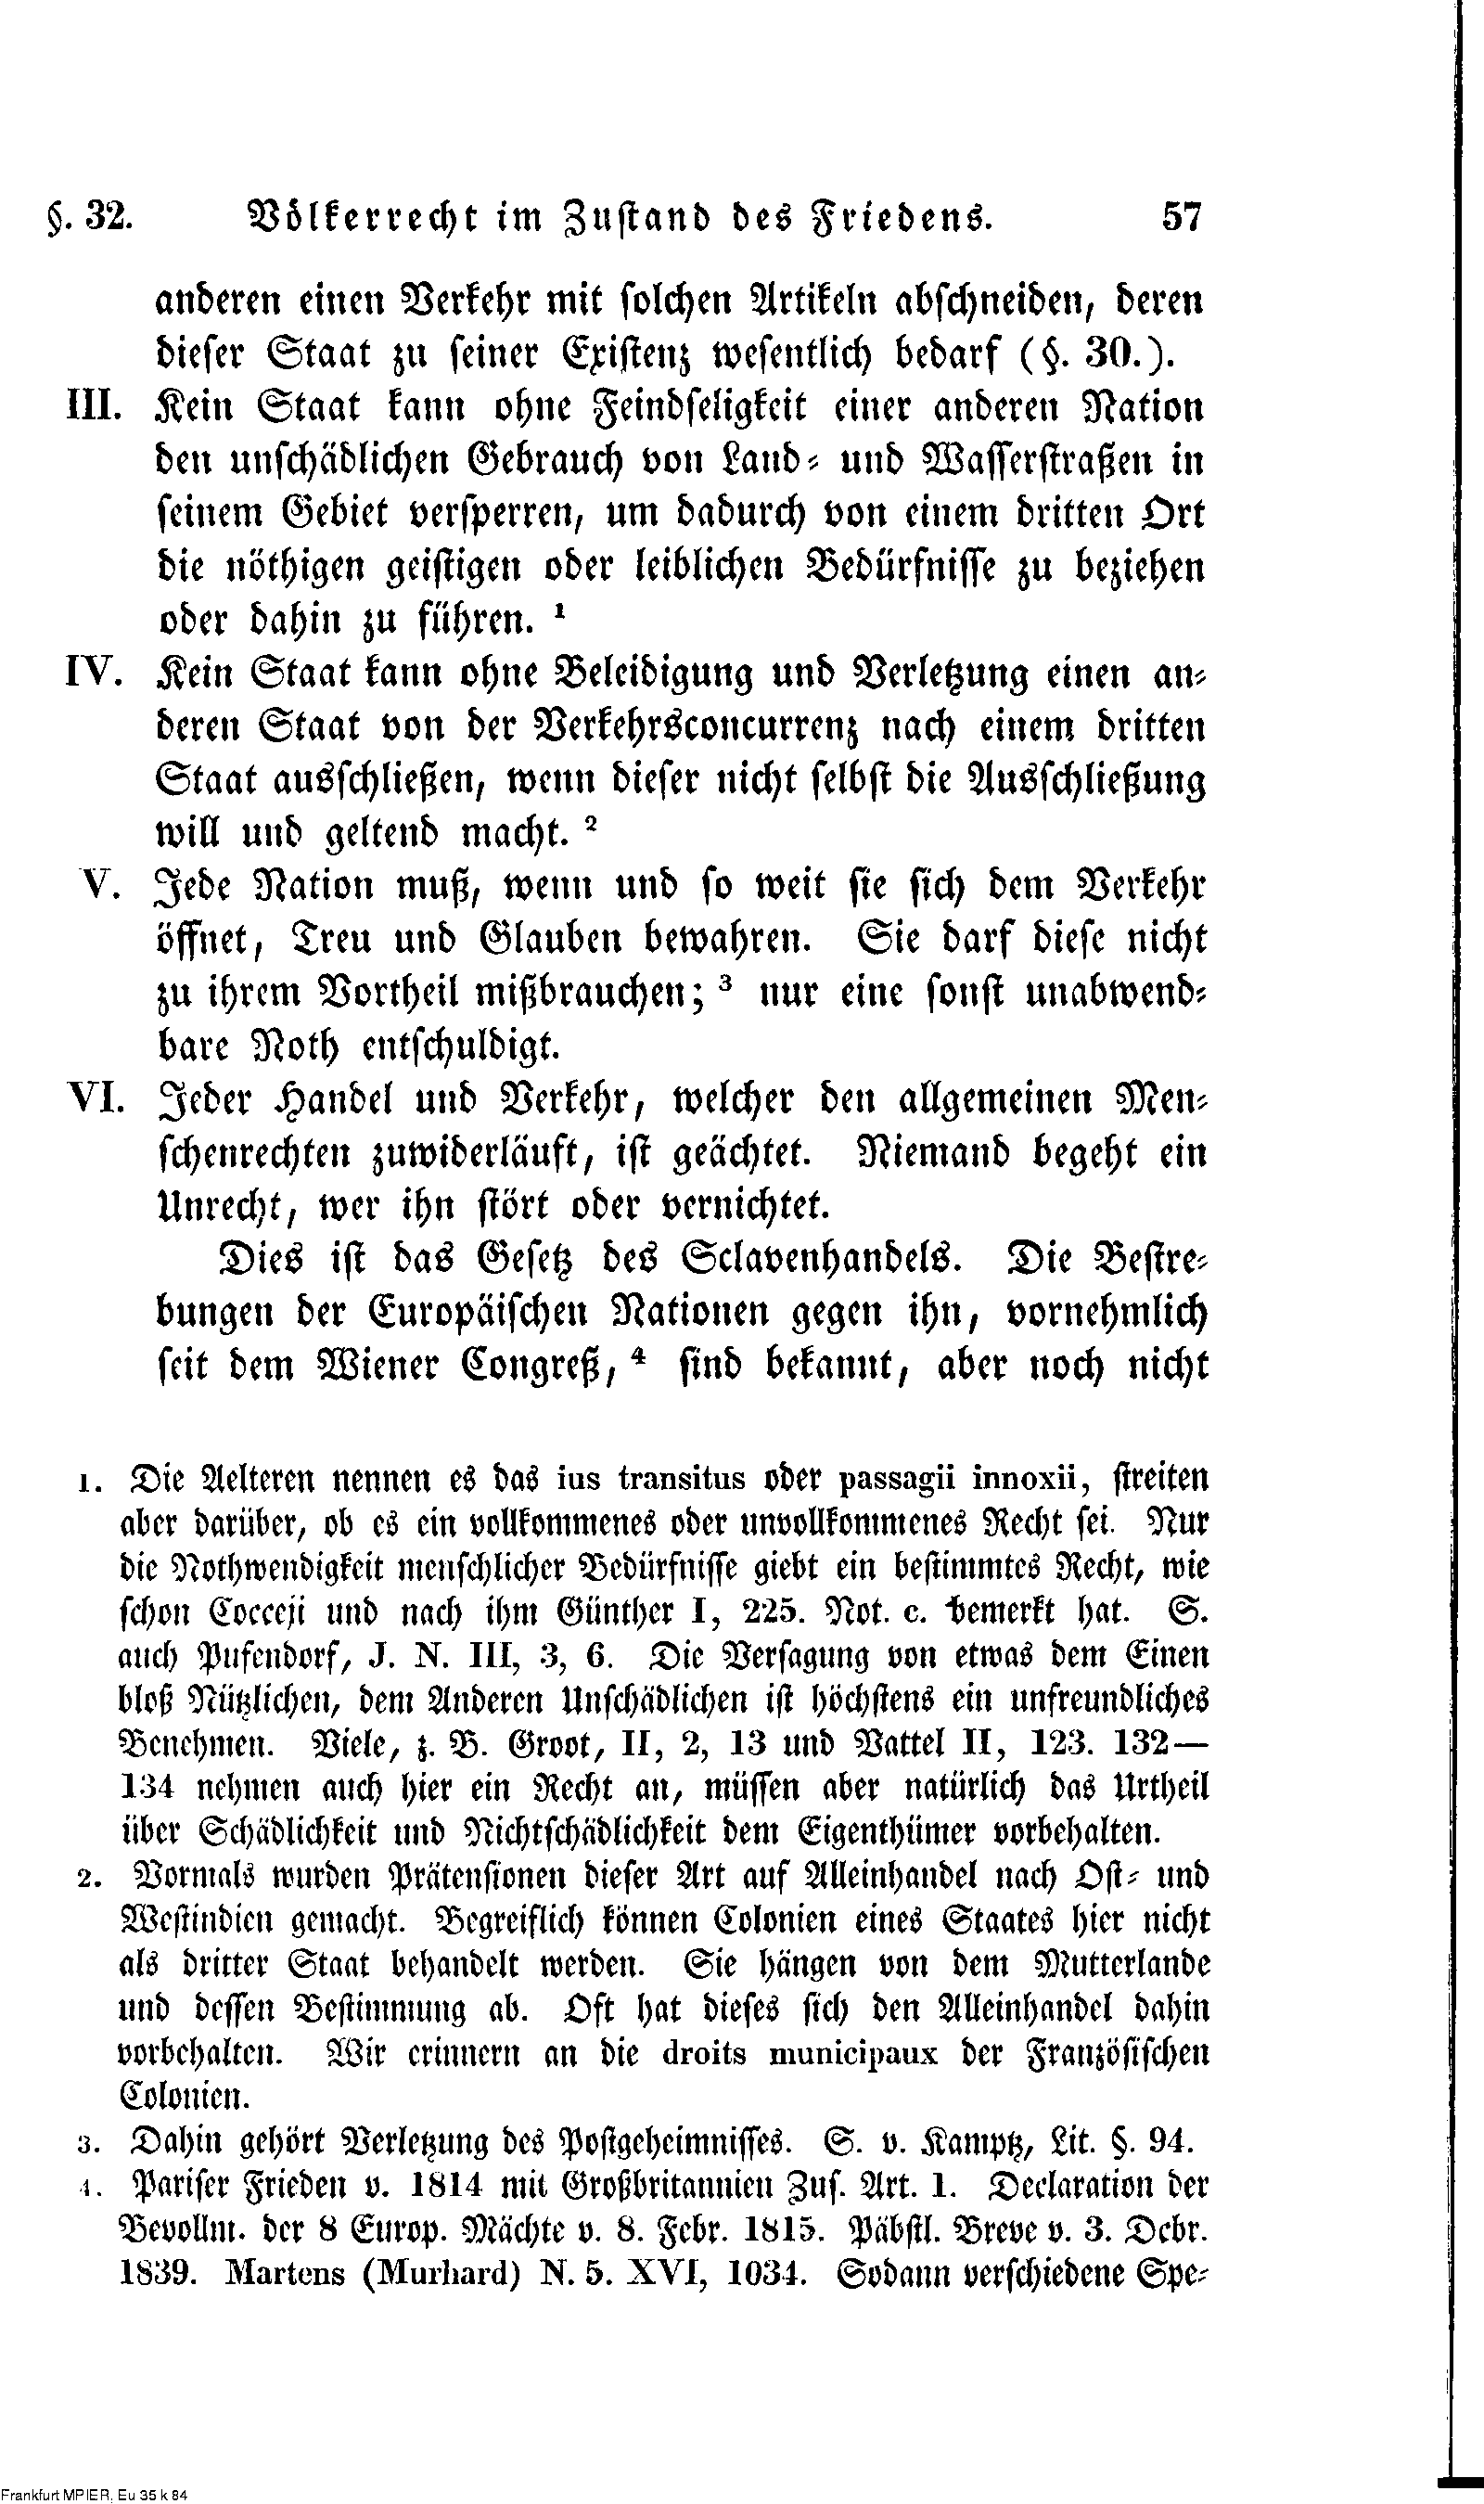 §. 32. Völkerrecht im Zustand des Friedens. 57
anderen einen Verkehr mit solchen Artikeln abschneiden, deren
dieser Staat zu seiner Existenz wesentlich bedarf (§. 30.).
III. Kein Staat kann ohne Feindseligkeit einer anderen Nation
den unschädlichen Gebrauch von Land- und Wasserstraßen in
seinem Gebiet versperren, um dadurch von einem dritten Ort
die nöthigen geistigen oder leiblichen Bedürfnisse zu beziehen
oder dahin zu führen. 1
IV. Kein Staat kann ohne Beleidigung und Verletzung einen an-
deren Staat von der Verkehrsconcurrenz nach einem dritten
Staat ausschließen, wenn dieser nicht selbst die Ausschließung
will und geltend macht. 2
V. Jede Nation muß, wenn und so weit sie sich dem Verkehr
öffnet, Treu und Glauben bewahren. Sie darf diese nicht
zu ihrem Vortheil mißbrauchen; 3 nur eine sonst unabwend-
bare Noth entschuldigt.
VI. Jeder Handel und Verkehr, welcher den allgemeinen Men-
schenrechten zuwiderläuft, ist geächtet. Niemand begeht ein
Unrecht, wer ihn stört oder vernichtet.
Dies ist das Gesetz des Sclavenhandels. Die Bestre-
bungen der Europäischen Nationen gegen ihn, vornehmlich
seit dem Wiener Congreß, 4 sind bekannt, aber noch nicht
1. Die Aelteren nennen es das ius transitus oder passagii innoxii, streiten
aber darüber, ob es ein vollkommenes oder unvollkommenes Recht sei. Nur
die Nothwendigkeit menschlicher Bedürfnisse giebt ein bestimmtes Recht, wie
schon Cocceji und nach ihm Günther I, 225. Not. c. bemerkt hat. S.
auch Pufendorf, J. N. III, 3, 6. Die Versagung von etwas dem Einen
bloß Nützlichen, dem Anderen Unschädlichen ist höchstens ein unfreundliches
Benehmen. Viele, z. B. Groot, II, 2, 13 und Vattel II, 123. 132—
134 nehmen auch hier ein Recht an, müssen aber natürlich das Urtheil
über Schädlichkeit und Nichtschädlichkeit dem Eigenthümer vorbehalten.
2. Vormals wurden Prätensionen dieser Art auf Alleinhandel nach Ost- und
Westindien gemacht. Begreiflich können Colonien eines Staates hier nicht
als dritter Staat behandelt werden. Sie hängen von dem Mutterlande
und dessen Bestimmung ab. Oft hat dieses sich den Alleinhandel dahin
vorbehalten. Wir erinnern an die droits municipaux der Französischen
Colonien.
3. Dahin gehört Verletzung des Postgeheimnisses. S. v. Kamptz, Lit. §. 94.
4. Pariser Frieden v. 1814 mit Großbritannien Zus. Art. 1. Declaration der
Bevollm. der 8 Europ. Mächte v. 8. Febr. 1815. Päbstl. Breve v. 3. Dcbr.
1839. Martens (Murhard) N. 5. XVI, 1034. Sodann verschiedene Spe-
Frankfurt MPIER, Eu 35 k 84